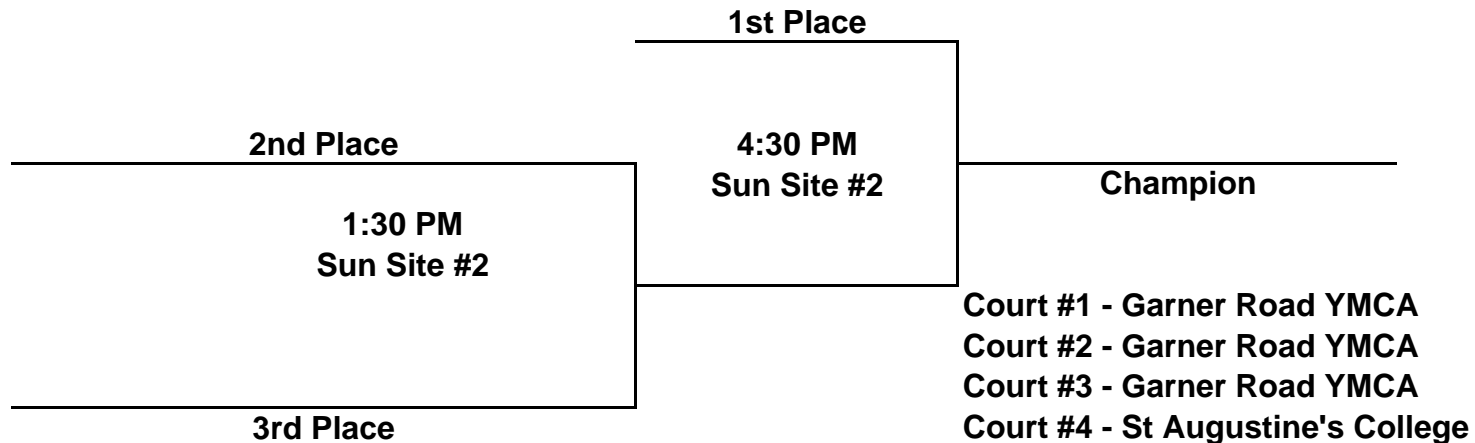 1st Place
2nd Place
4:30 PM
Sun Site #2
Champion
1:30 PM
Sun Site #2
3rd Place
Court #1 - Garner Road YMCA
Court #2 - Garner Road YMCA
Court #3 - Garner Road YMCA
Court #4 - St Augustine's College